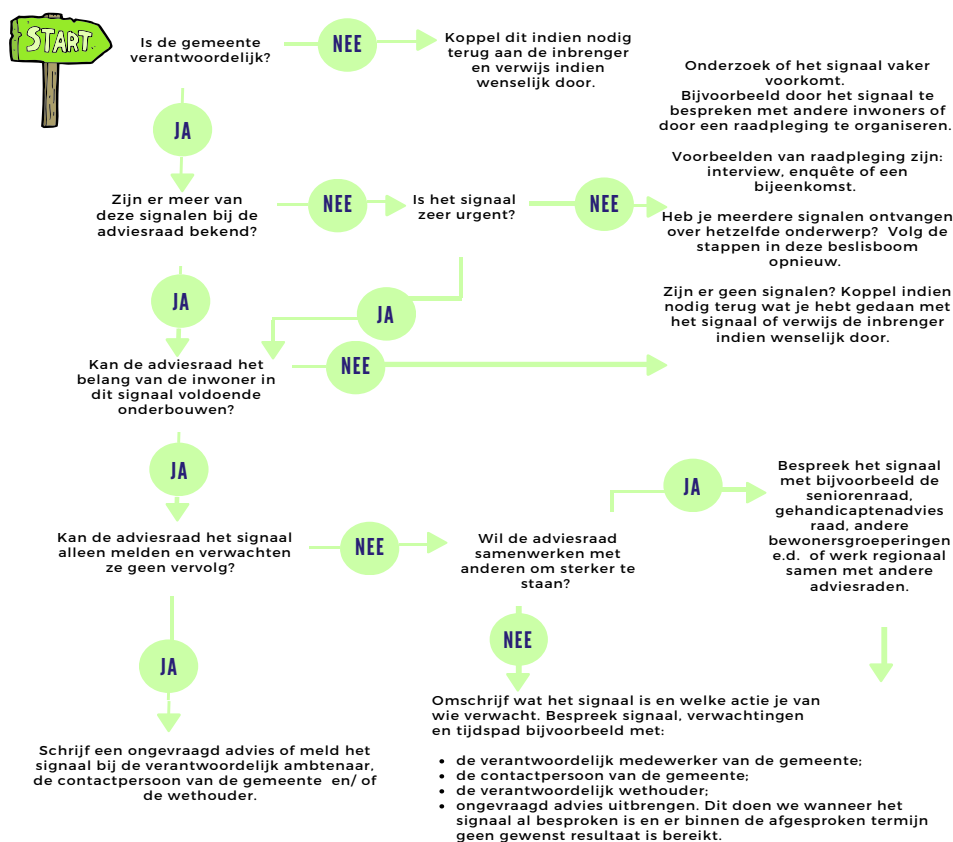 START
Is de gemeente
verantwoordelijk?
NEE
Koppel dit indien nodig
terug aan de inbrenger
en verwijs indien
wenselijk door.
JA
Zijn er meer van
deze signalen bij de
adviesraad bekend?
NEE
Is het signaal
zeer urgent?
NEE
Onderzoek of het signaal vaker
voorkomt.
Bijvoorbeeld door het signaal te
bespreken met andere inwoners of
door een raadpleging te organiseren.
Voorbeelden van raadpleging zijn:
interview, enquête of een
bijeenkomst.
Heb je meerdere signalen ontvangen
over hetzelfde onderwerp? Volg de
stappen in deze beslisboom
opnieuw.
Zijn er geen signalen? Koppel indien
nodig terug wat je hebt gedaan met
het signaal of verwijs de inbrenger
indien wenselijk door.
JA
JA
Kan de adviesraad het
belang van de inwoner in
dit signaal voldoende
onderbouwen?
NEE
JA
Kan de adviesraad het signaal
alleen melden en verwachten
ze geen vervolg?
NEE
Wil de adviesraad
samenwerken met
anderen om sterker te
staan?
JA
Bespreek het signaal
met bijvoorbeeld de
seniorenraad,
gehandicaptenadvies
raad, andere
bewonersgroeperingen
e.d. of werk regionaal
samen met andere
adviesraden.
JA
Schrijf een ongevraagd advies of meld het
signaal bij de verantwoordelijk ambtenaar,
de contactpersoon van de gemeente en/ of
de wethouder.
NEE
Omschrijf wat het signaal is en welke actie je van
wie verwacht. Bespreek signaal, verwachtingen
en tijdspad bijvoorbeeld met:
• de verantwoordelijk medewerker van de gemeente;
• de contactpersoon van de gemeente;
• de verantwoordelijk wethouder;
• ongevraagd advies uitbrengen. Dit doen we wanneer het
signaal al besproken is en er binnen de afgesproken termijn
geen gewenst resultaat is bereikt.